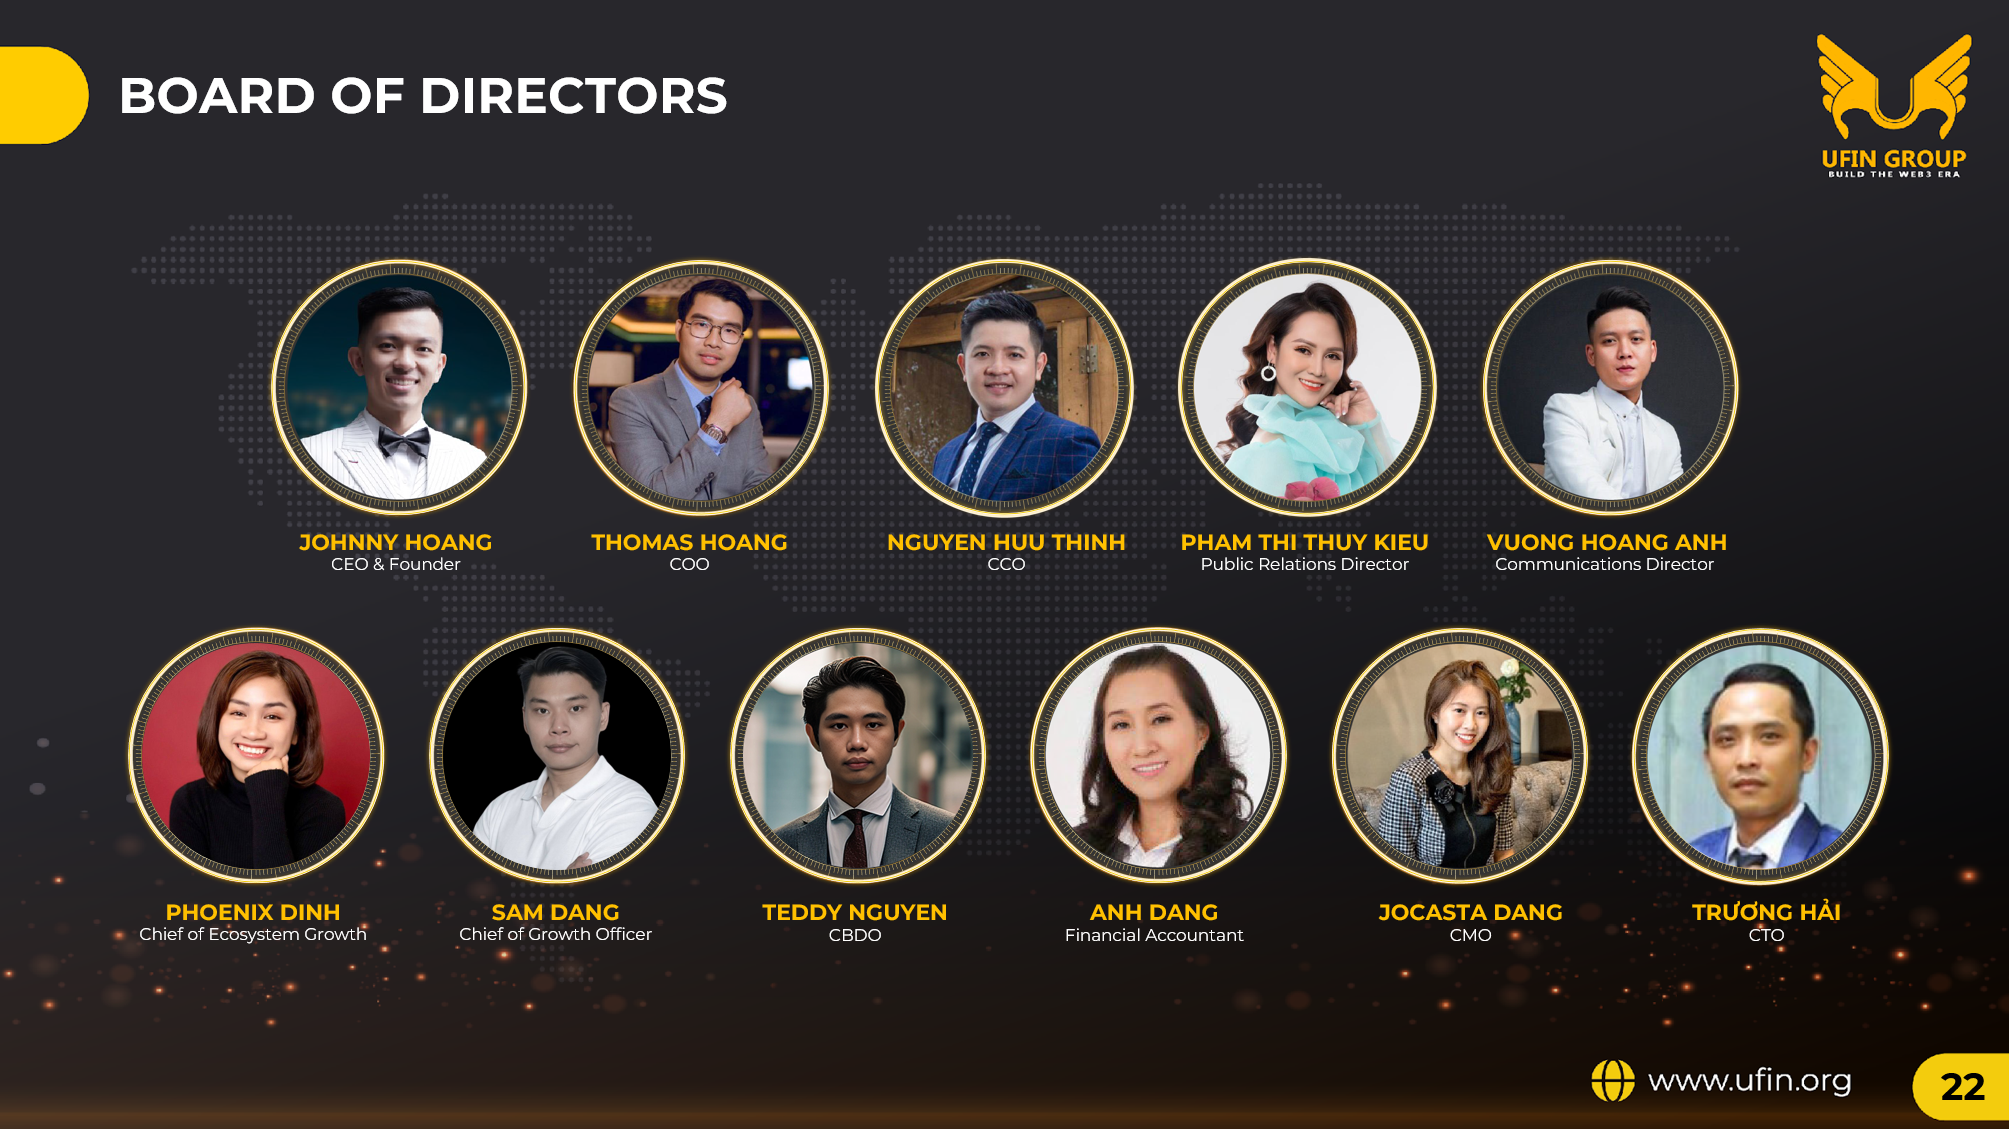 BOARD OF DIRECTORS
UFIN GROUP
BUILD THE WEB3 ERA
JOHNNY HOANG
CEO & Founder
THOMAS HOANG
COO
NGUYEN HUU THINH
CCO
PHAM THI THUY KIEU
Public Relations Director
VUONG HOANG ANH
Communications Director
PHOENIX DINH
Chief of Ecosystem Growth
SAM DANG
Chief of Growth Officer
TEDDY NGUYEN
CBDO
ANH DANG
Financial Accountant
JOCASTA DANG
CMO
TRƯƠNG HẢI
CTO
www.ufin.org
22